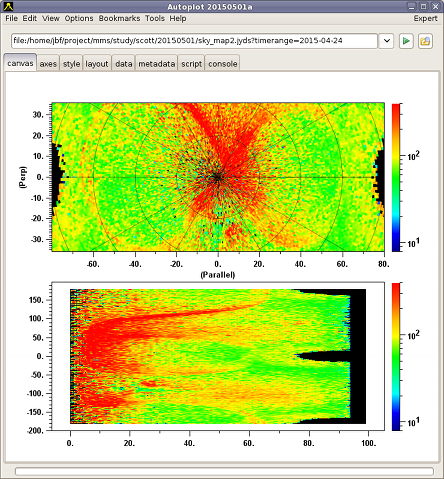 Autoplot 20150501a
File Edit View Options Bookmarks Tools Help Expert
file:/home/jbf/project/mms/study/scott/20150501/sky_map2.jyds?timerange=2015-04-24
canvas axes style layout data metadata script console
30.
20.
10.
0.
-10.
-20.
-30.
(Perp)
-60. -40. -20. 0. 20. 40. 60. 80.
(Parallel)
10²
10¹
150.
100.
50.
0.
-50.
-100.
-150.
-200.
0. 20. 40. 60. 80. 100.
10²
10¹